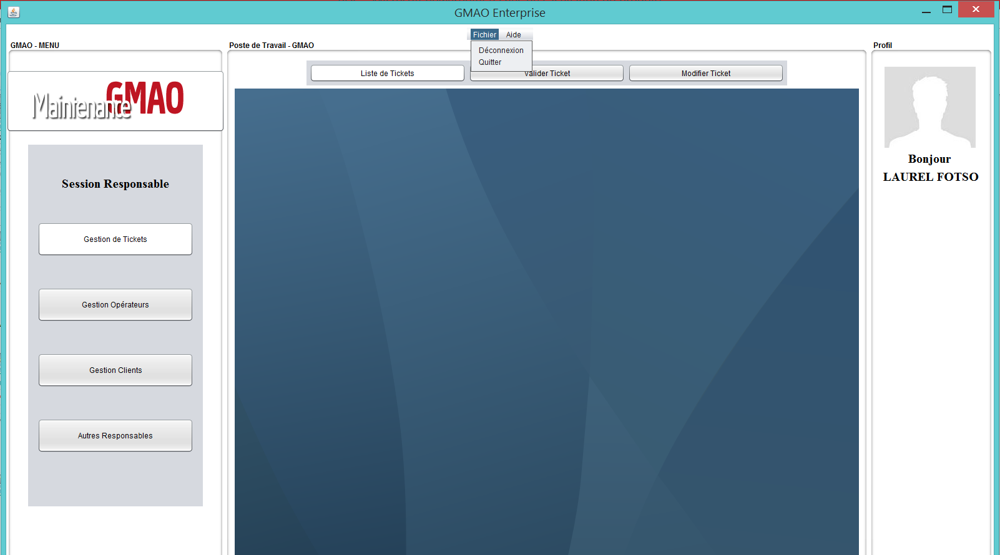 GMAO Enterprise
Fichier Aide
Déconnexion
Quitter
GMAO - MENU
Maintenance GMAO
Session Responsable
Gestion de Tickets
Gestion Opérateurs
Gestion Clients
Autres Responsables
Poste de Travail - GMAO
Liste de Tickets
Valider Ticket
Modifier Ticket
Profil
Bonjour
LAUREL FOTSO